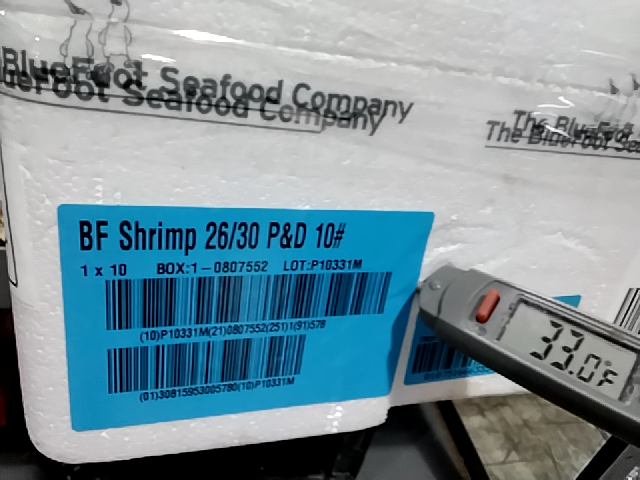 BlueFoot Seafood Company
BlueFoot Seafood Company
The BlueFoot
The BlueFoot Sea
BF Shrimp 26/30 P&D 10#
1 x 10 BOX:1-0807552 LOT:P10331M
(10)P10331M(21)0807552(251)1(91)578
(01)30815953005780(10)P10331M
33.0°F